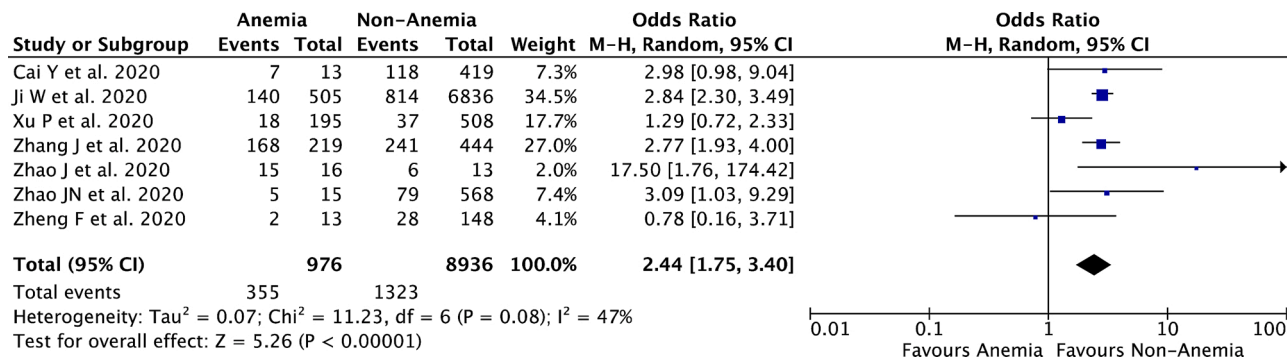 Anemia Non-Anemia Odds Ratio Odds Ratio
Study or Subgroup Events Total Events Total Weight M-H, Random, 95% CI M-H, Random, 95% CI
Cai Y et al. 2020 7 13 118 419 7.3% 2.98 [0.98, 9.04]
Ji W et al. 2020 140 505 814 6836 34.5% 2.84 [2.30, 3.49]
Xu P et al. 2020 18 195 37 508 17.7% 1.29 [0.72, 2.33]
Zhang J et al. 2020 168 219 241 444 27.0% 2.77 [1.93, 4.00]
Zhao J et al. 2020 15 16 6 13 2.0% 17.50 [1.76, 174.42]
Zhao JN et al. 2020 5 15 79 568 7.4% 3.09 [1.03, 9.29]
Zheng F et al. 2020 2 13 28 148 4.1% 0.78 [0.16, 3.71]
Total (95% CI) 976 8936 100.0% 2.44 [1.75, 3.40]
Total events 355 1323
Heterogeneity: Tau² = 0.07; Chi² = 11.23, df = 6 (P = 0.08); I² = 47%
Test for overall effect: Z = 5.26 (P < 0.00001)
0.01 0.1 1 10 100
Favours Anemia Favours Non-Anemia